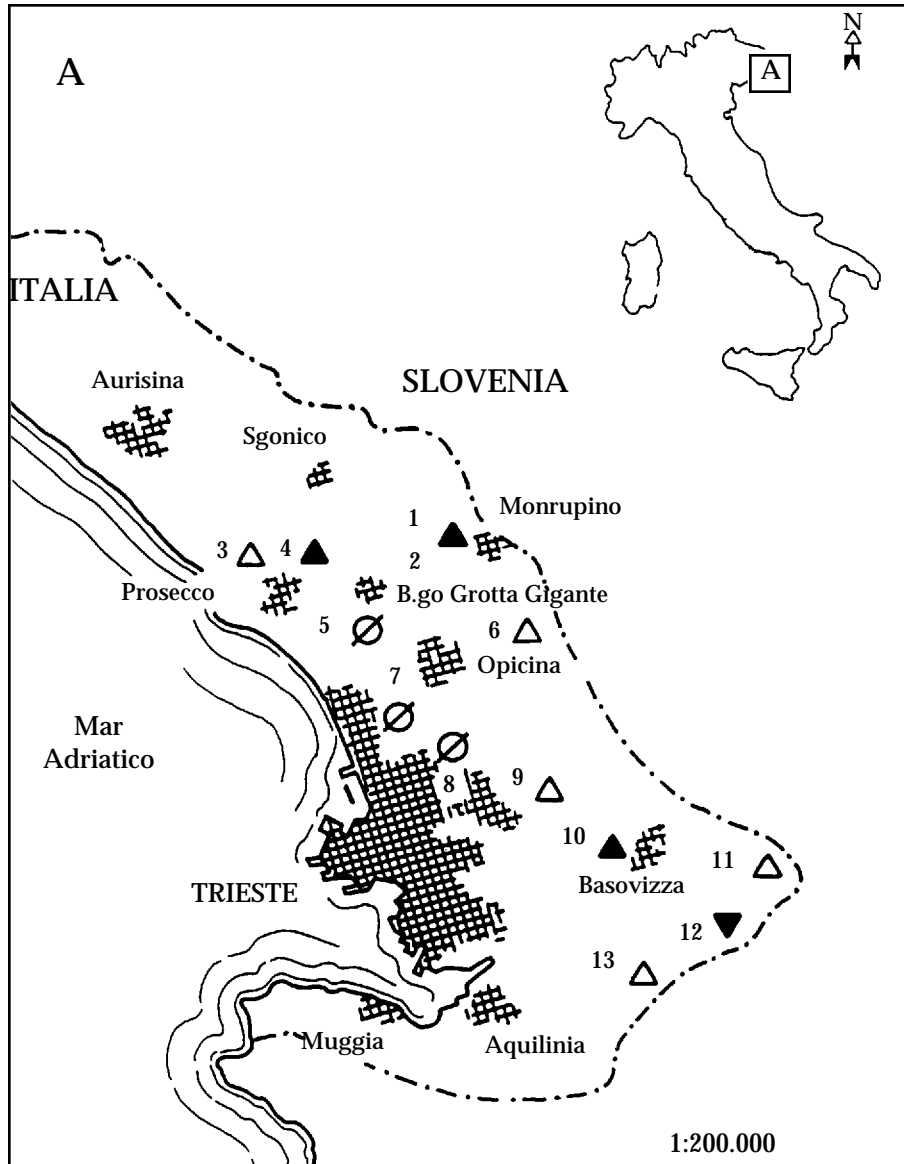 N
A
A
ITALIA
SLOVENIA
Aurisina
Sgonico
Monrupino
1
2
3
4
Prosecco
B.go Grotta Gigante
5
6
Opicina
7
Mar
Adriatico
8
9
10
11
Basovizza
TRIESTE
12
13
Muggia
Aquilinia
1:200.000